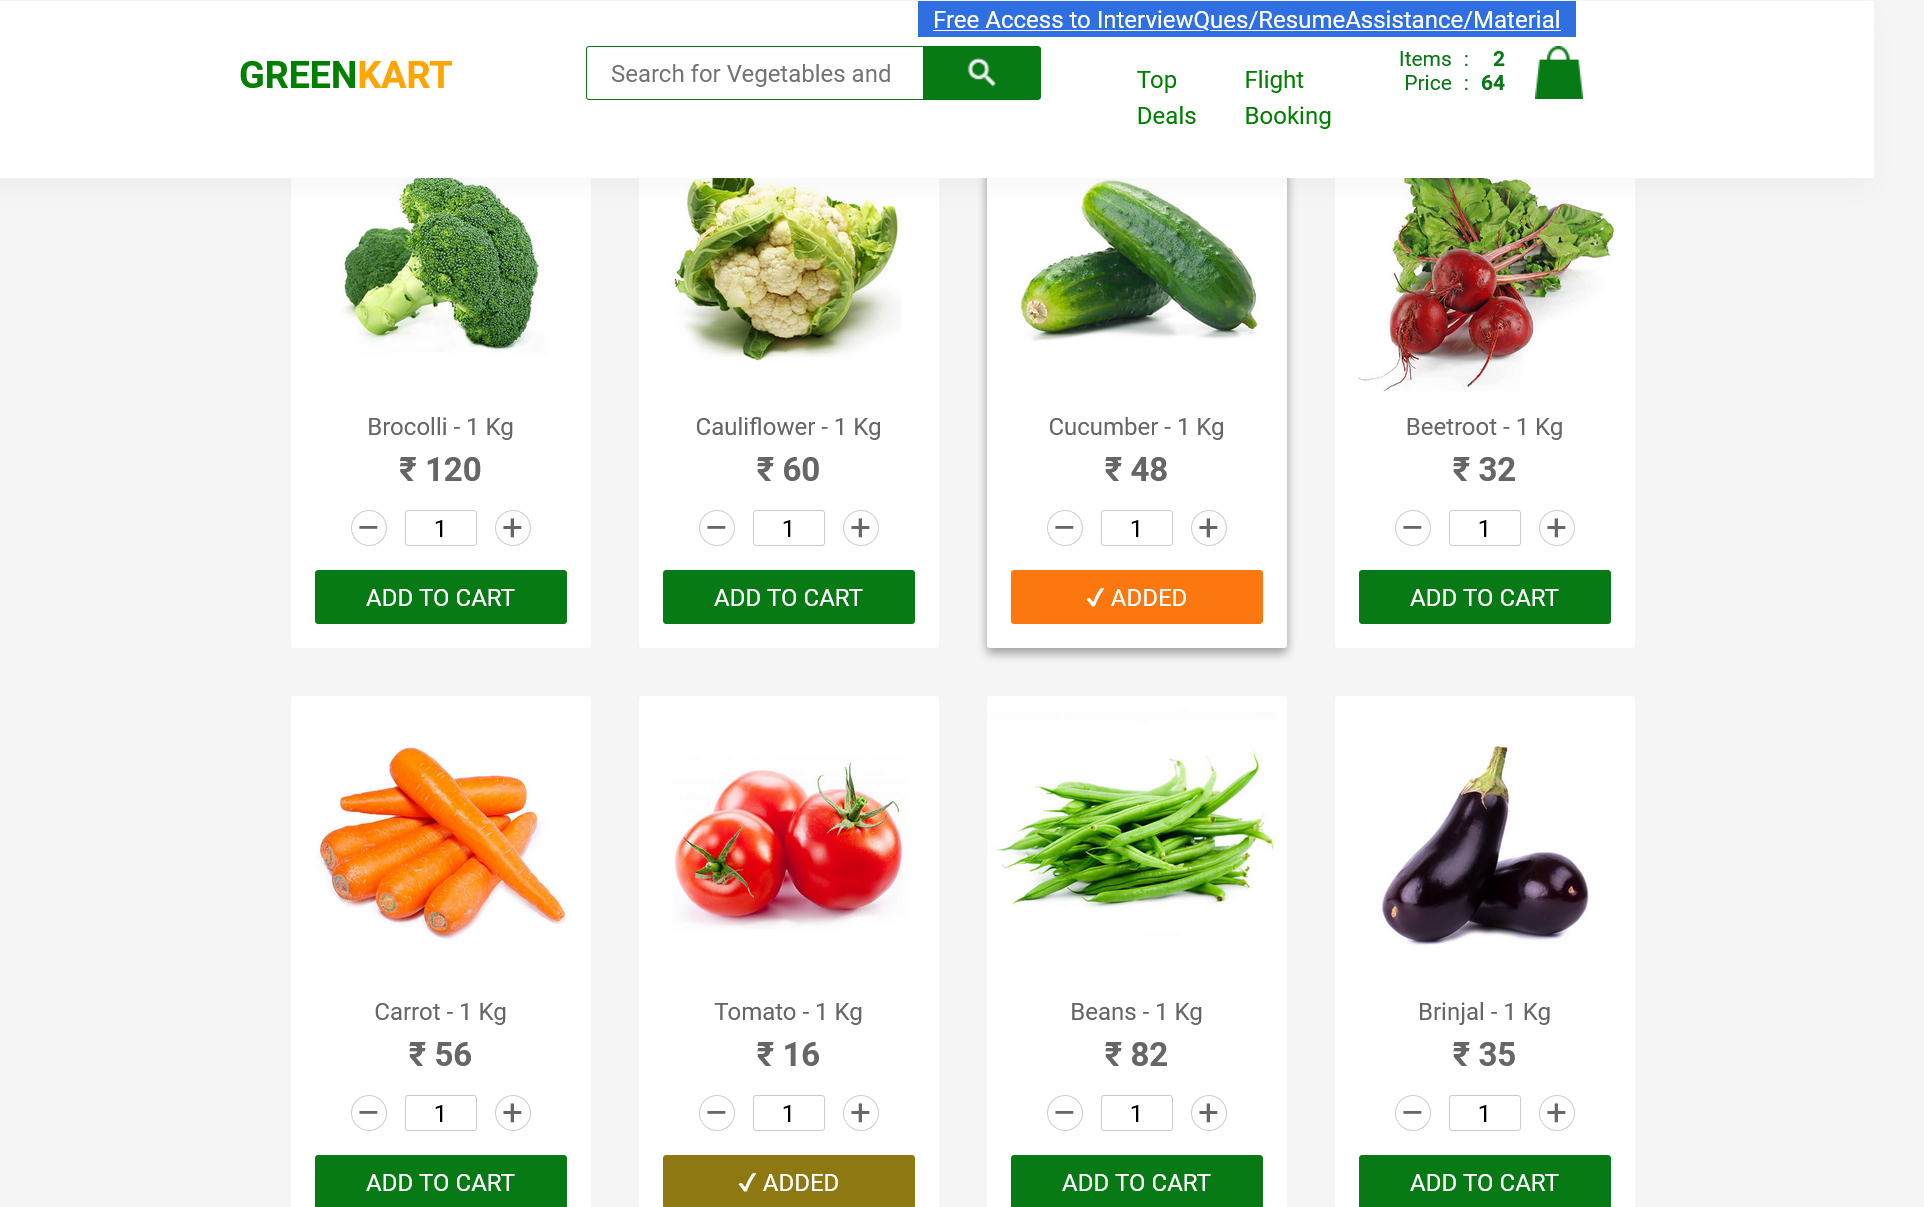 Free Access to InterviewQues/ResumeAssistance/Material
GREENKART
Search for Vegetables and
Top Deals
Flight Booking
Items : 2
Price : 64
Brocolli - 1 Kg
₹ 120
− 1 +
ADD TO CART
Cauliflower - 1 Kg
₹ 60
− 1 +
ADD TO CART
Cucumber - 1 Kg
₹ 48
− 1 +
✓ ADDED
Beetroot - 1 Kg
₹ 32
− 1 +
ADD TO CART
Carrot - 1 Kg
₹ 56
− 1 +
ADD TO CART
Tomato - 1 Kg
₹ 16
− 1 +
✓ ADDED
Beans - 1 Kg
₹ 82
− 1 +
ADD TO CART
Brinjal - 1 Kg
₹ 35
− 1 +
ADD TO CART